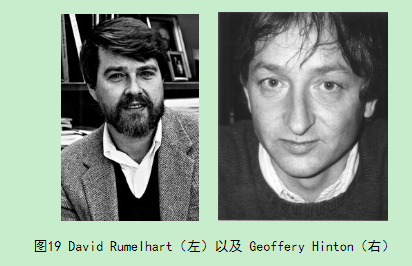 图19 David Rumelhart（左）以及 Geoffery Hinton（右）